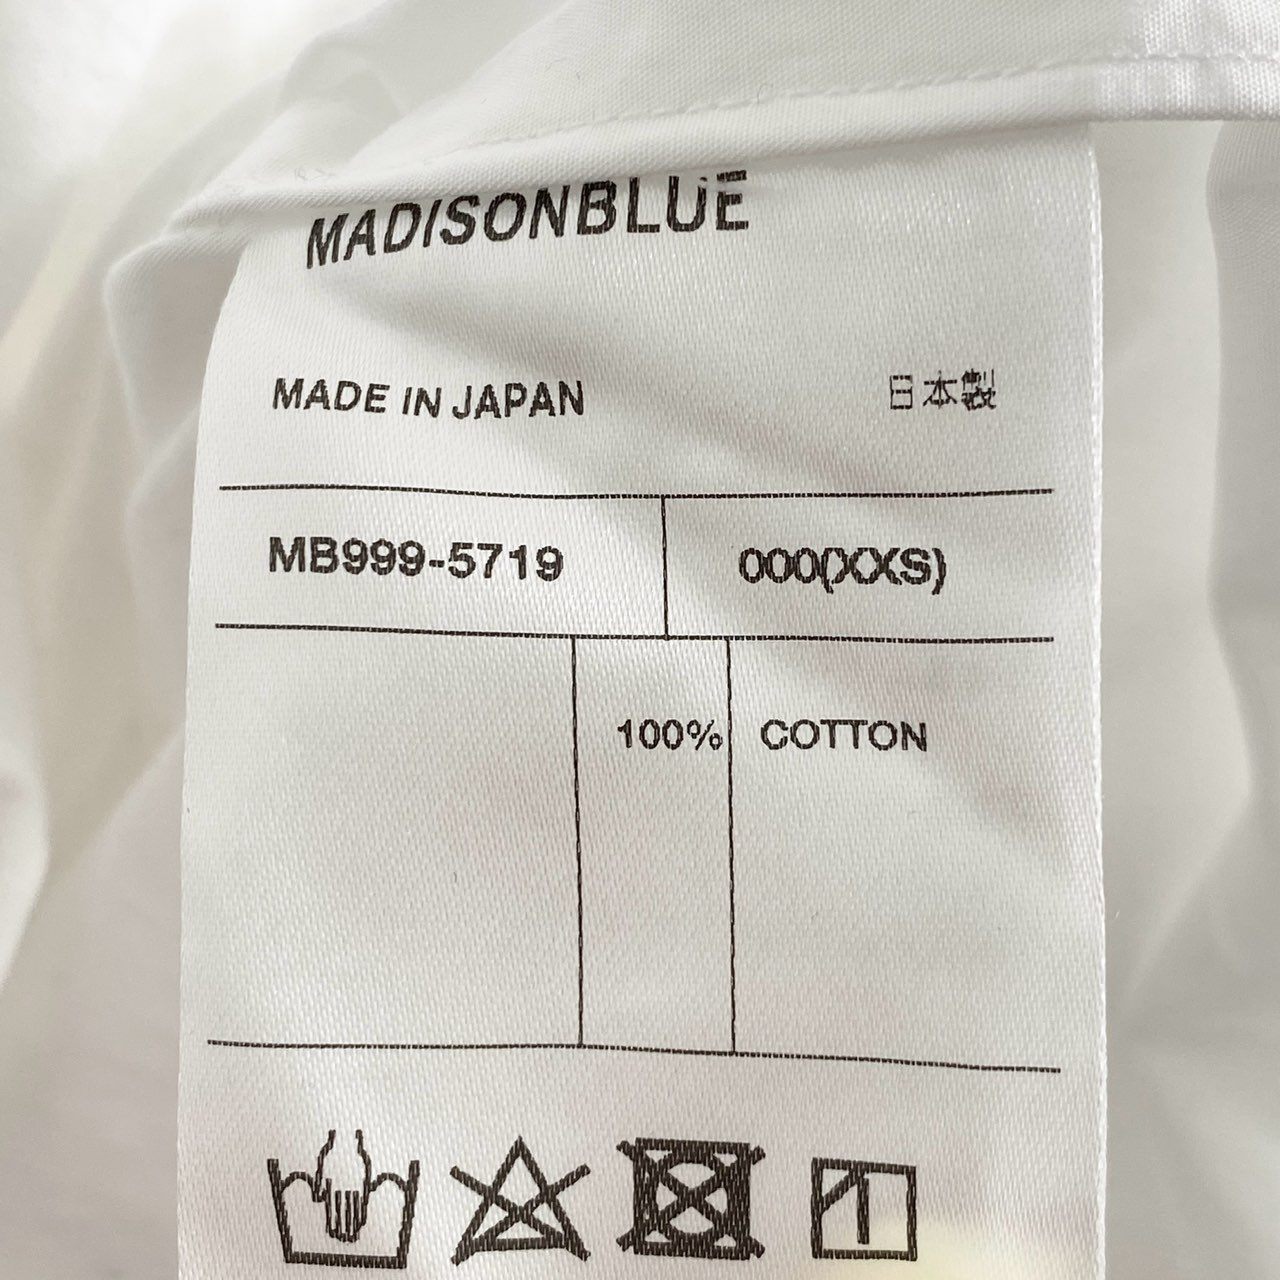 MADISONBLUE
MADE IN JAPAN 日本製
MB999-5719 000(XXS)
100% COTTON